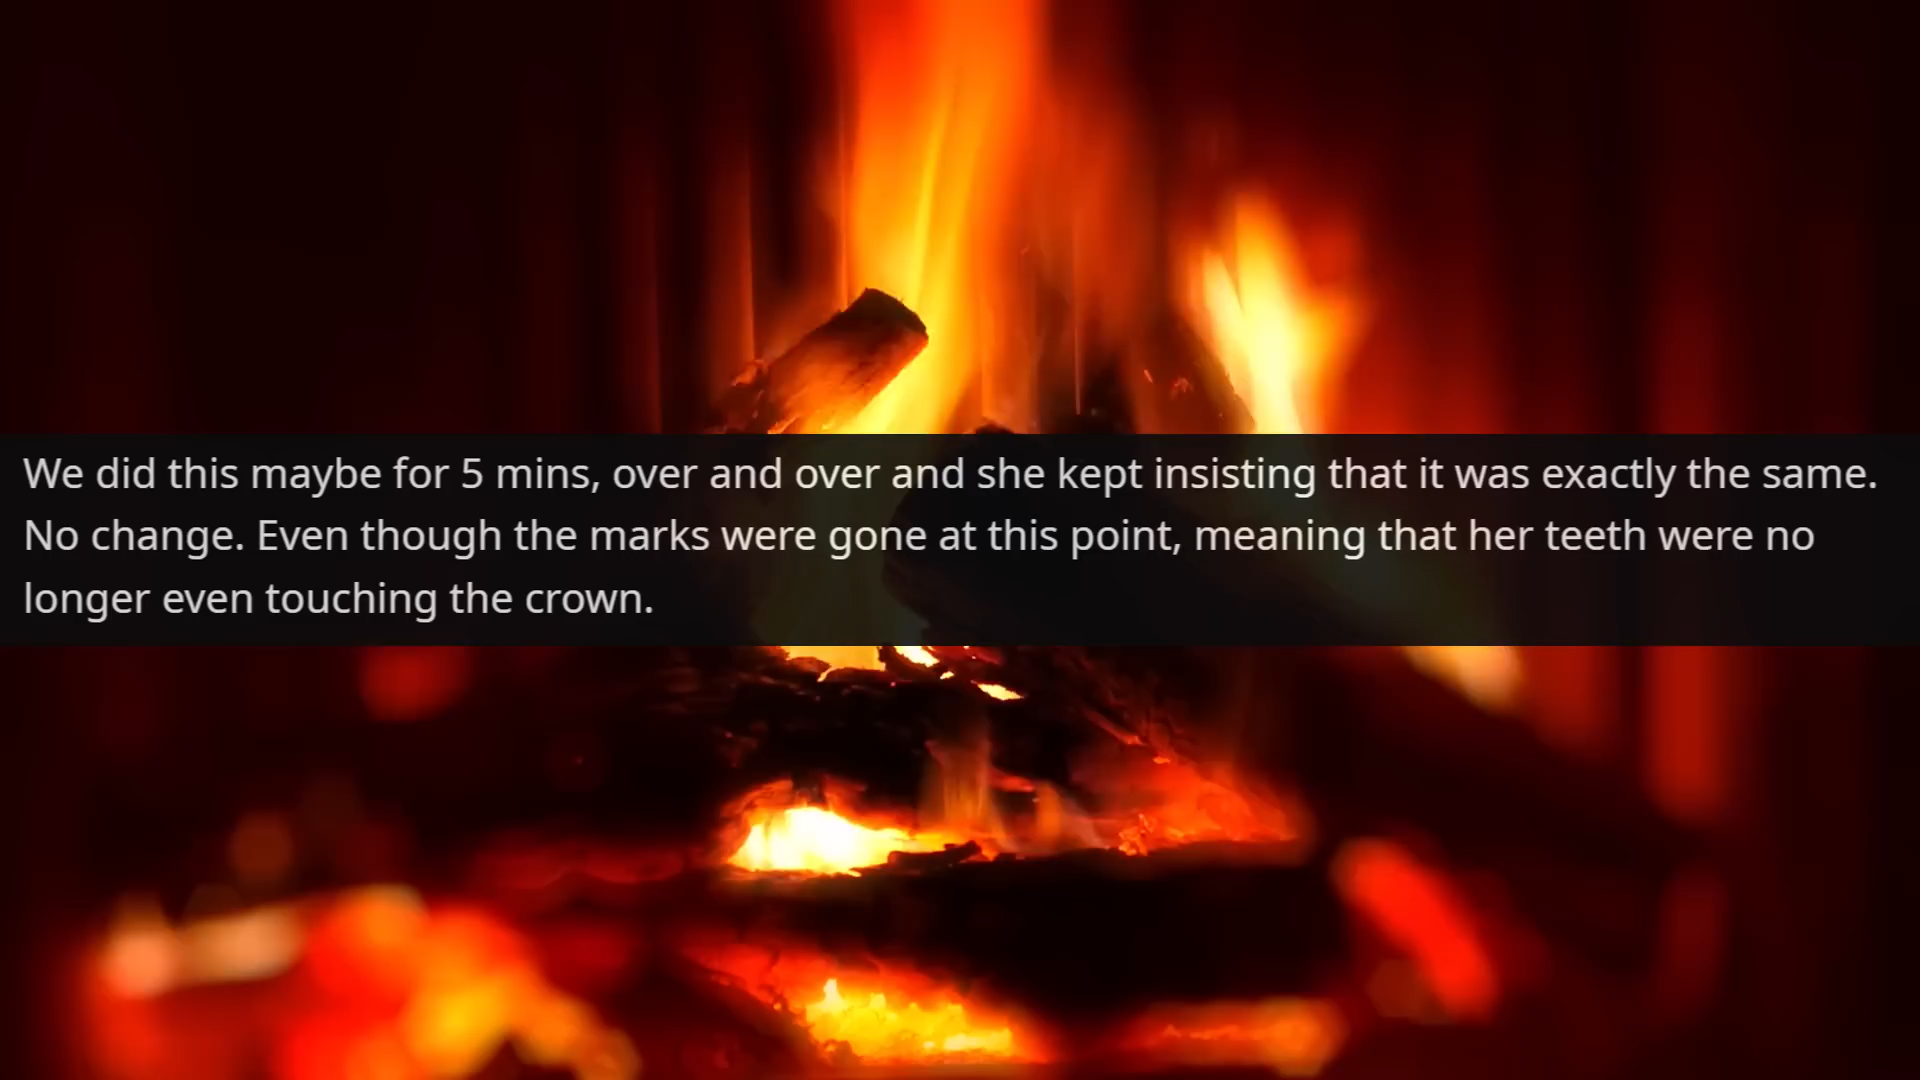 We did this maybe for 5 mins, over and over and she kept insisting that it was exactly the same.
No change. Even though the marks were gone at this point, meaning that her teeth were no
longer even touching the crown.